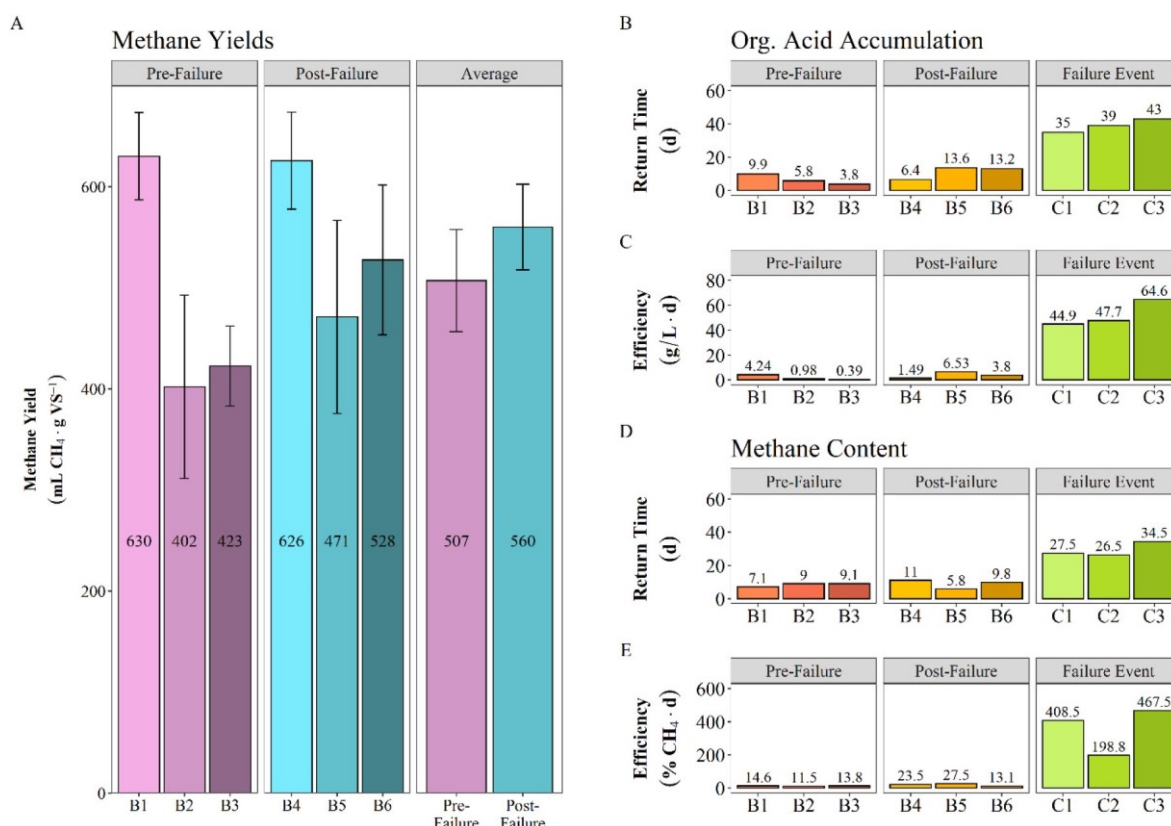 A
Methane Yields
Pre-Failure Post-Failure Average
Methane Yield
(mL CH₄ · g VS⁻¹)
600
400
200
0
630 402 423 626 471 528 507 560
B1 B2 B3 B4 B5 B6 Pre-Failure Post-Failure
B
Org. Acid Accumulation
Pre-Failure Post-Failure Failure Event
Return Time
(d)
60
40
20
0
9.9 5.8 3.8 6.4 13.6 13.2 35 39 43
B1 B2 B3 B4 B5 B6 C1 C2 C3
C
Pre-Failure Post-Failure Failure Event
Efficiency
(g/L · d)
80
60
40
20
0
4.24 0.98 0.39 1.49 6.53 3.8 44.9 47.7 64.6
B1 B2 B3 B4 B5 B6 C1 C2 C3
D
Methane Content
Pre-Failure Post-Failure Failure Event
Return Time
(d)
60
40
20
0
7.1 9 9.1 11 5.8 9.8 27.5 26.5 34.5
B1 B2 B3 B4 B5 B6 C1 C2 C3
E
Pre-Failure Post-Failure Failure Event
Efficiency
(% CH₄ · d)
600
400
200
0
14.6 11.5 13.8 23.5 27.5 13.1 408.5 198.8 467.5
B1 B2 B3 B4 B5 B6 C1 C2 C3